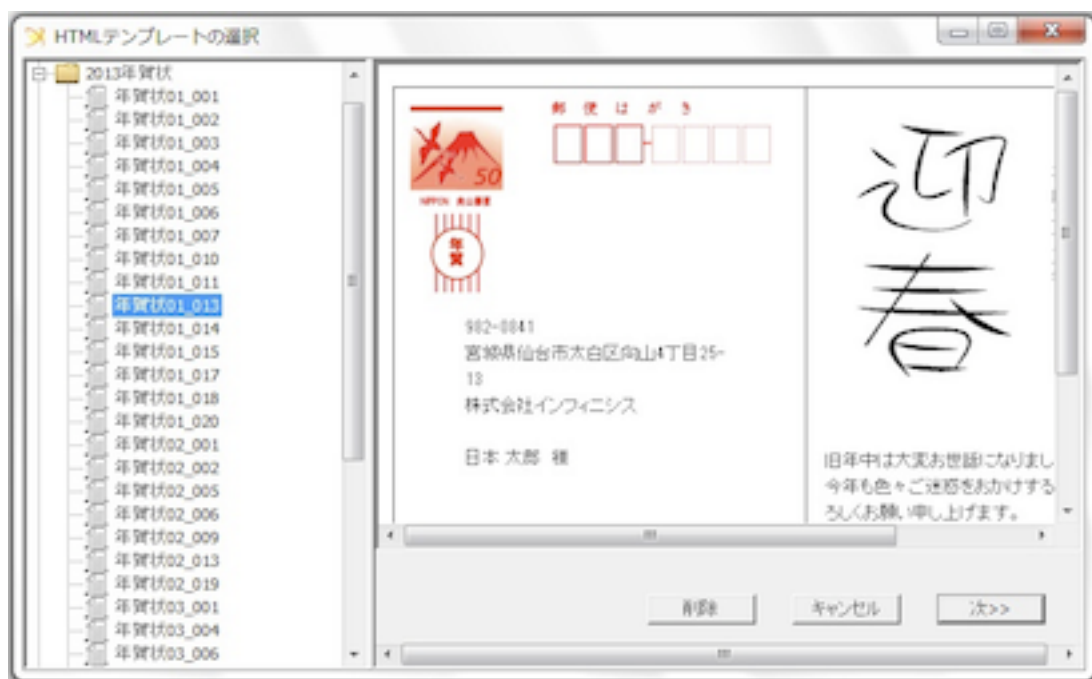 HTMLテンプレートの選択
2013年賀状
年賀状01_001
年賀状01_002
年賀状01_003
年賀状01_004
年賀状01_005
年賀状01_006
年賀状01_007
年賀状01_010
年賀状01_011
年賀状01_013
年賀状01_014
年賀状01_015
年賀状01_017
年賀状01_018
年賀状01_020
年賀状02_001
年賀状02_002
年賀状02_005
年賀状02_006
年賀状02_009
年賀状02_013
年賀状02_019
年賀状03_001
年賀状03_004
年賀状03_006
郵便はがき
50
NIPPON
年賀
982-0841
宮城県仙台市太白区向山4丁目25-
13
株式会社インフィニシス
日本 太郎 様
迎春
旧年中は大変お世話になりまし
今年も色々ご迷惑をおかけする
ろしくお願い申し上げます。
削除
キャンセル
次>>